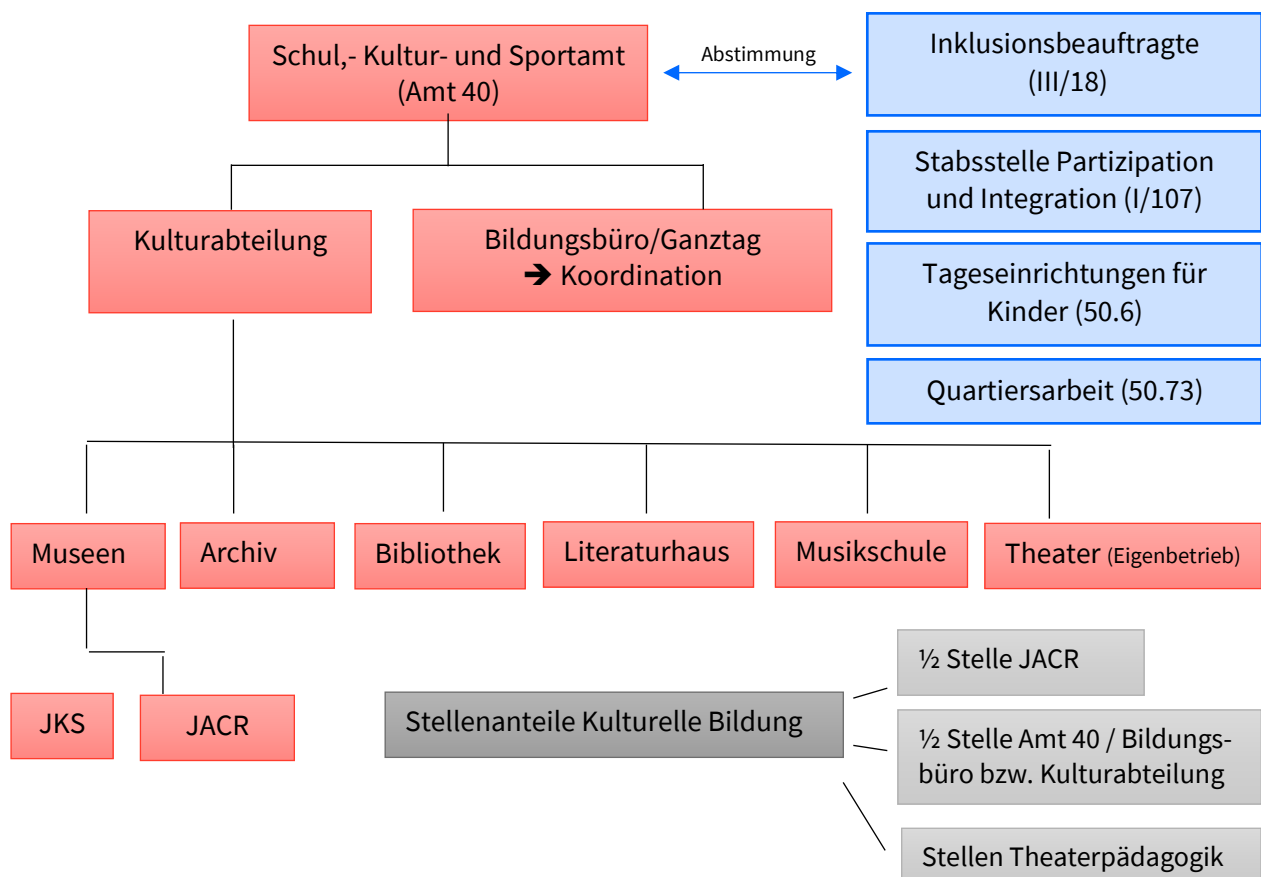 Schul,- Kultur- und Sportamt
(Amt 40)
Abstimmung
Inklusionsbeauftragte
(III/18)
Stabsstelle Partizipation
und Integration (I/107)
Tageseinrichtungen für
Kinder (50.6)
Quartiersarbeit (50.73)
Kulturabteilung
Bildungsbüro/Ganztag
➔ Koordination
Museen
Archiv
Bibliothek
Literaturhaus
Musikschule
Theater (Eigenbetrieb)
JKS
JACR
Stellenanteile Kulturelle Bildung
½ Stelle JACR
½ Stelle Amt 40 / Bildungs-
büro bzw. Kulturabteilung
Stellen Theaterpädagogik